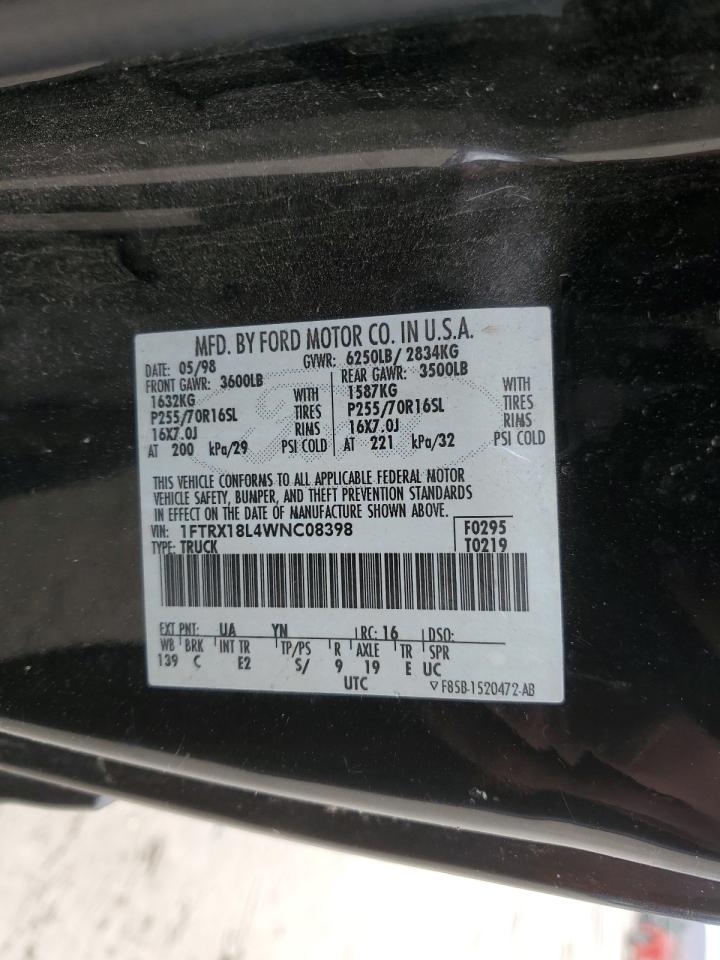 MFD. BY FORD MOTOR CO. IN U.S.A.
DATE: 05/98 GVWR: 6250LB/ 2834KG
FRONT GAWR: 3600LB REAR GAWR: 3500LB
1632KG WITH 1587KG WITH
P255/70R16SL TIRES P255/70R16SL TIRES
16X7.0J RIMS 16X7.0J RIMS
AT 200 kPa/29 PSI COLD AT 221 kPa/32 PSI COLD
THIS VEHICLE CONFORMS TO ALL APPLICABLE FEDERAL MOTOR
VEHICLE SAFETY, BUMPER, AND THEFT PREVENTION STANDARDS
IN EFFECT ON THE DATE OF MANUFACTURE SHOWN ABOVE.
VIN: 1FTRX18L4WNC08398 F0295
TYPE: TRUCK T0219
EXT PNT: UA YN RC: 16 DSO:
WB BRK INT TR TP/PS R AXLE TR SPR
139 C E2 S/ 9 19 E UC
UTC ▽F85B-1520472-AB